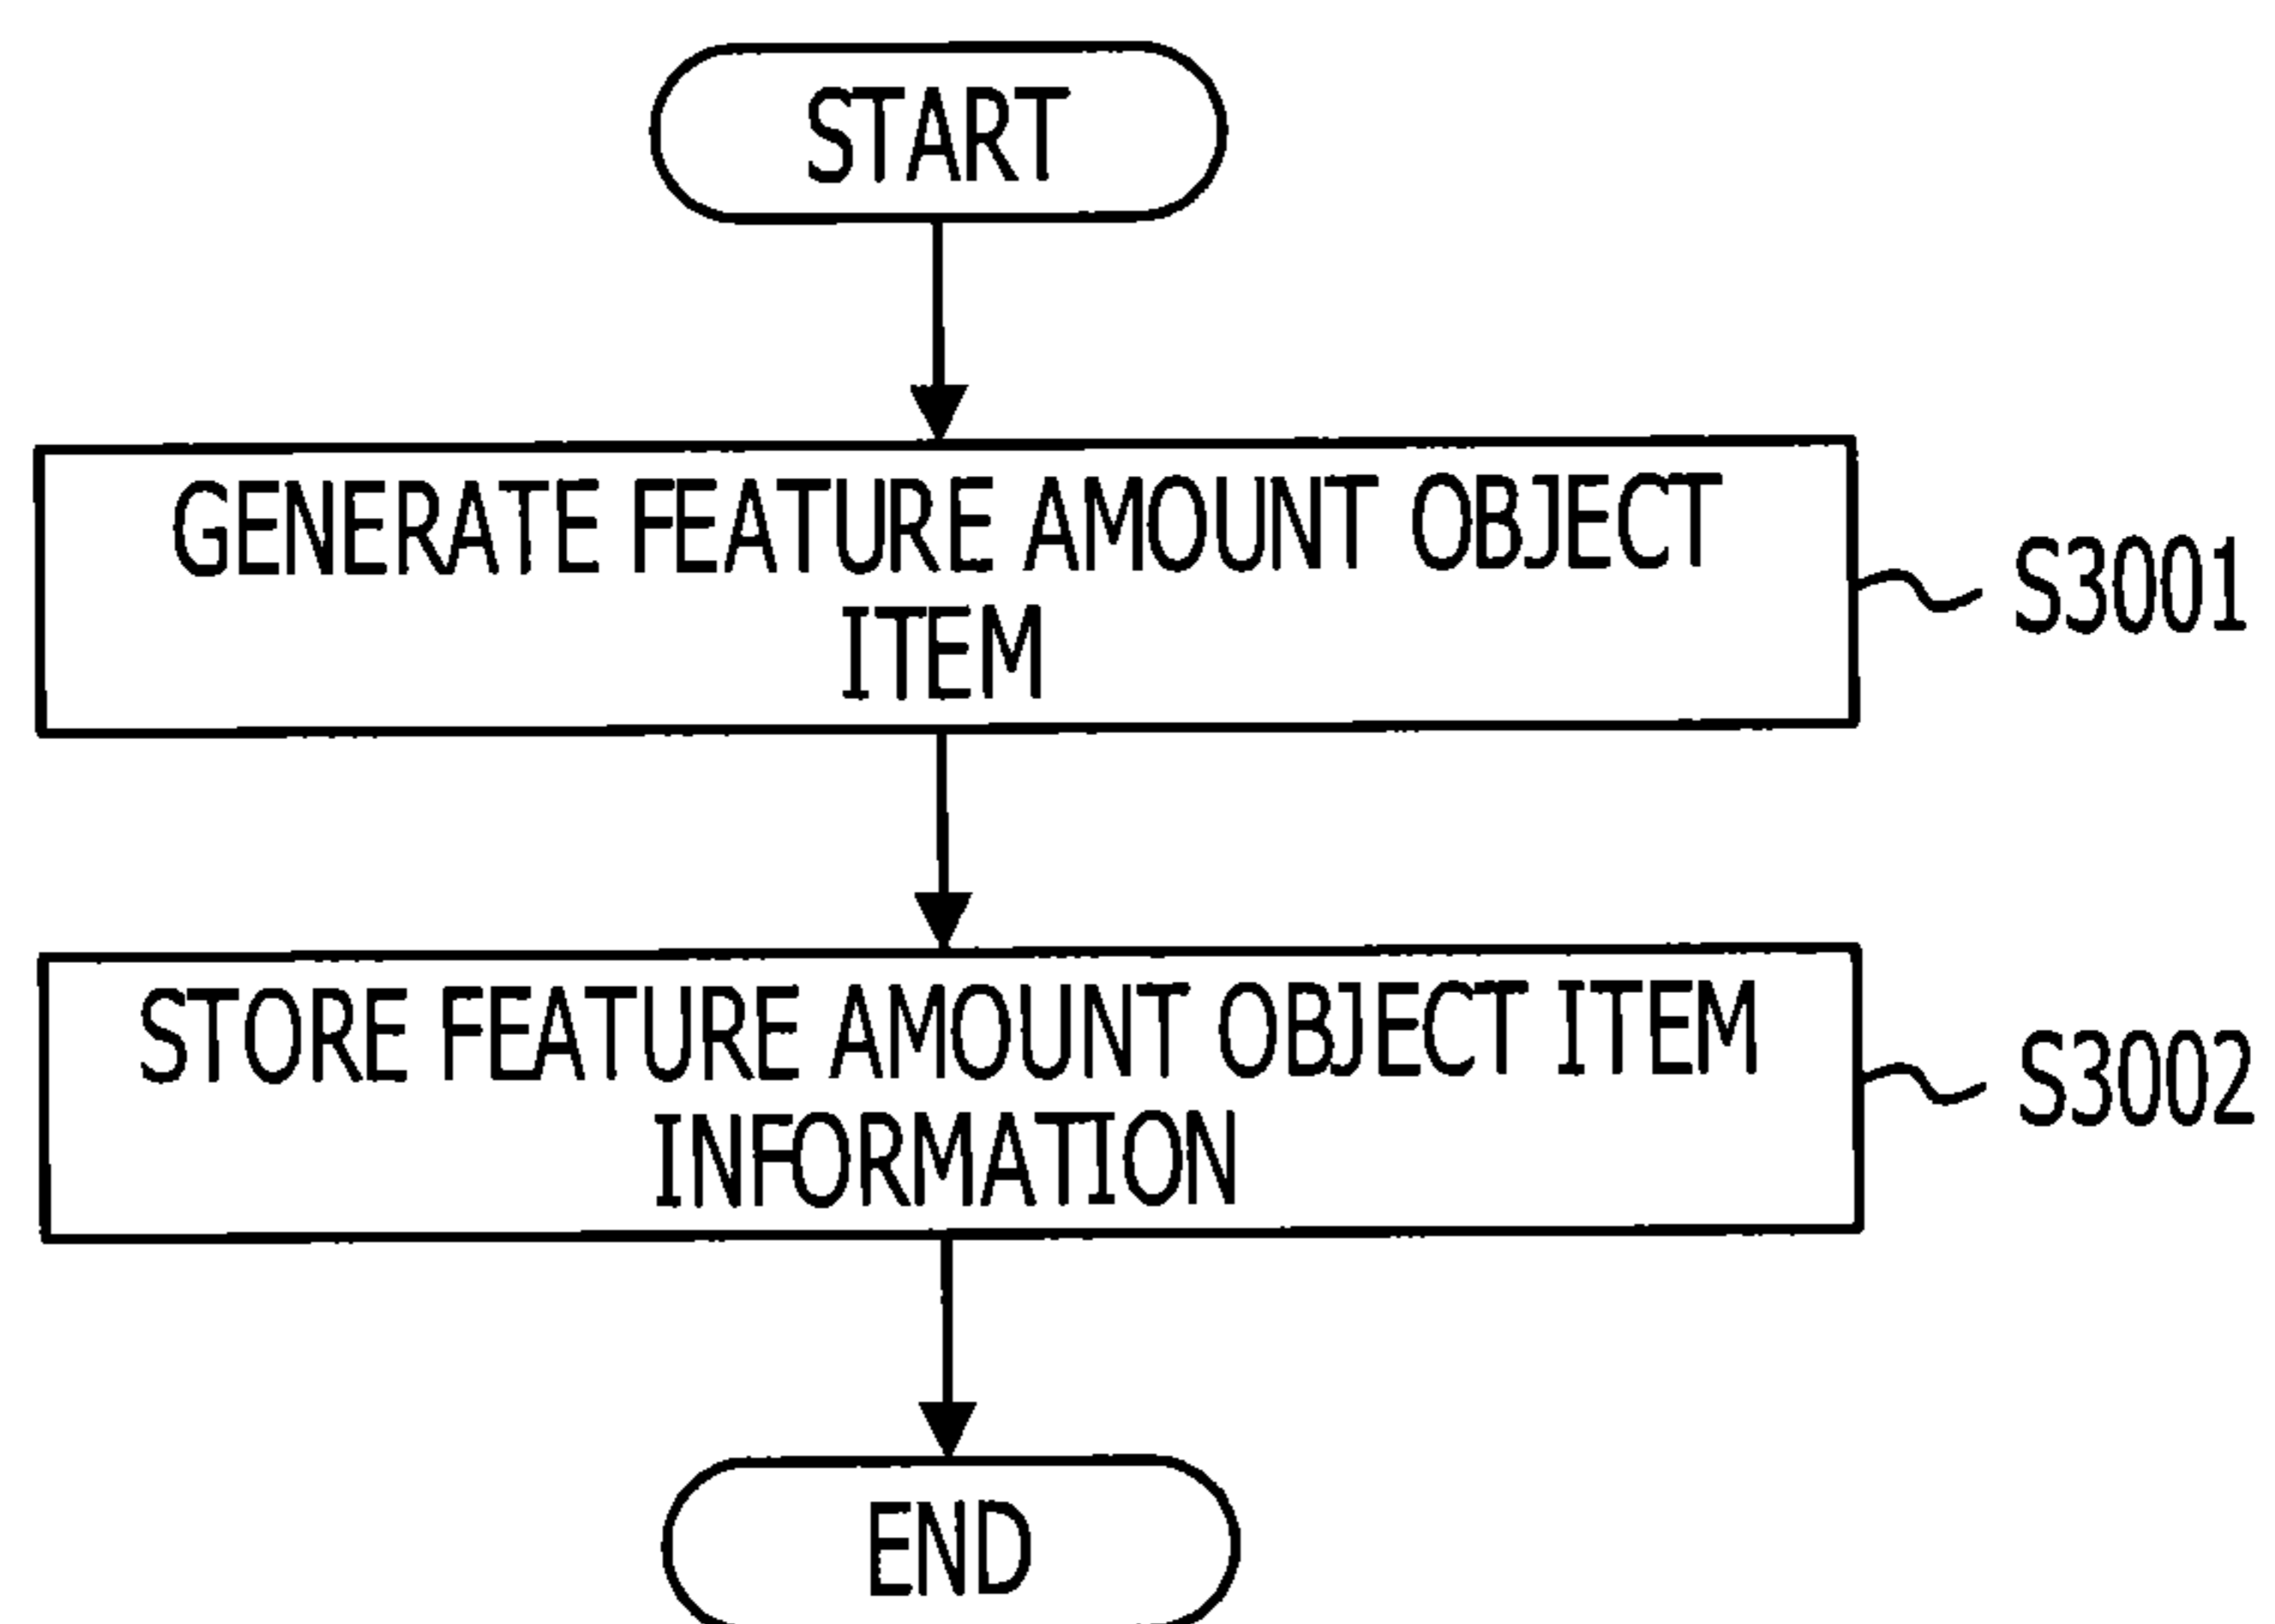 START
GENERATE FEATURE AMOUNT OBJECT
ITEM
S3001
STORE FEATURE AMOUNT OBJECT ITEM
INFORMATION
S3002
END